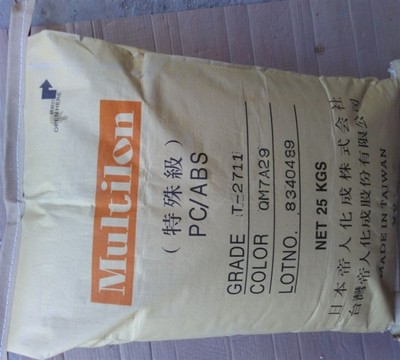 Multilon
(特殊級)
PC/ABS
GRADE T-2711
COLOR QM7A29
LOTNO. 8340489
NET 25 KGS
日本帝人化成株式会社
台灣帝人化成股份有限公司
MADE IN TAIWAN